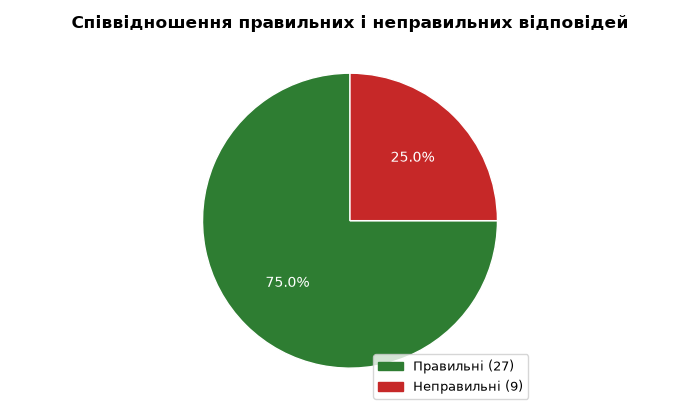 Співвідношення правильних і неправильних відповідей
25.0%
75.0%
Правильні (27)
Неправильні (9)